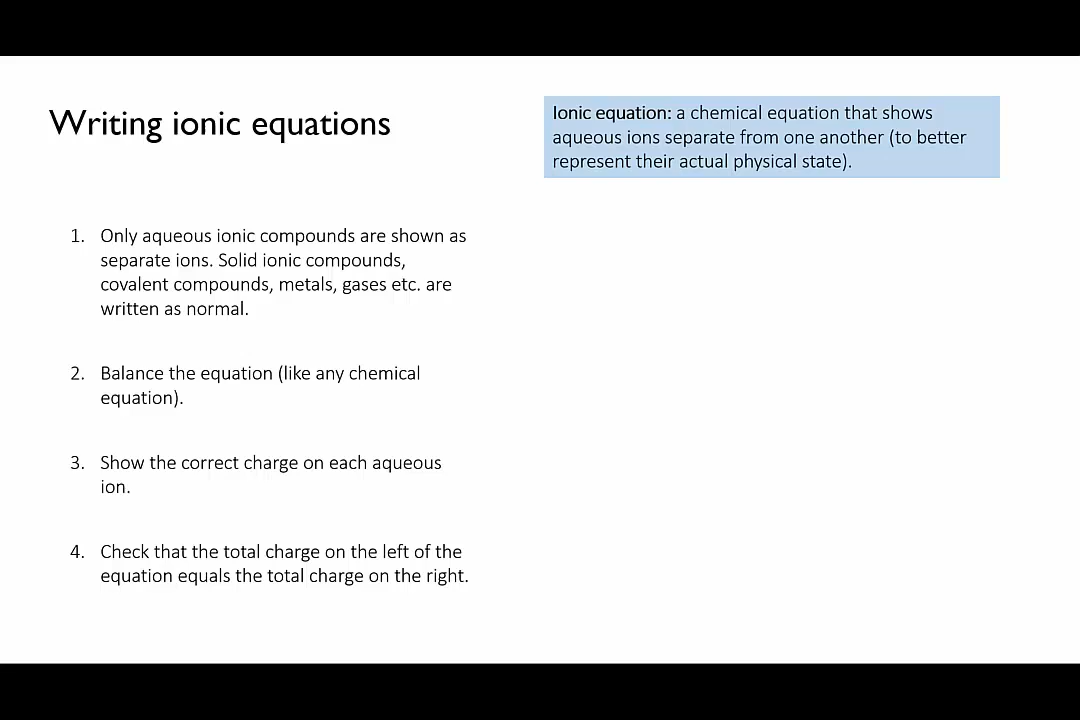 Writing ionic equations
Ionic equation: a chemical equation that shows
aqueous ions separate from one another (to better
represent their actual physical state).
1. Only aqueous ionic compounds are shown as
separate ions. Solid ionic compounds,
covalent compounds, metals, gases etc. are
written as normal.
2. Balance the equation (like any chemical
equation).
3. Show the correct charge on each aqueous
ion.
4. Check that the total charge on the left of the
equation equals the total charge on the right.